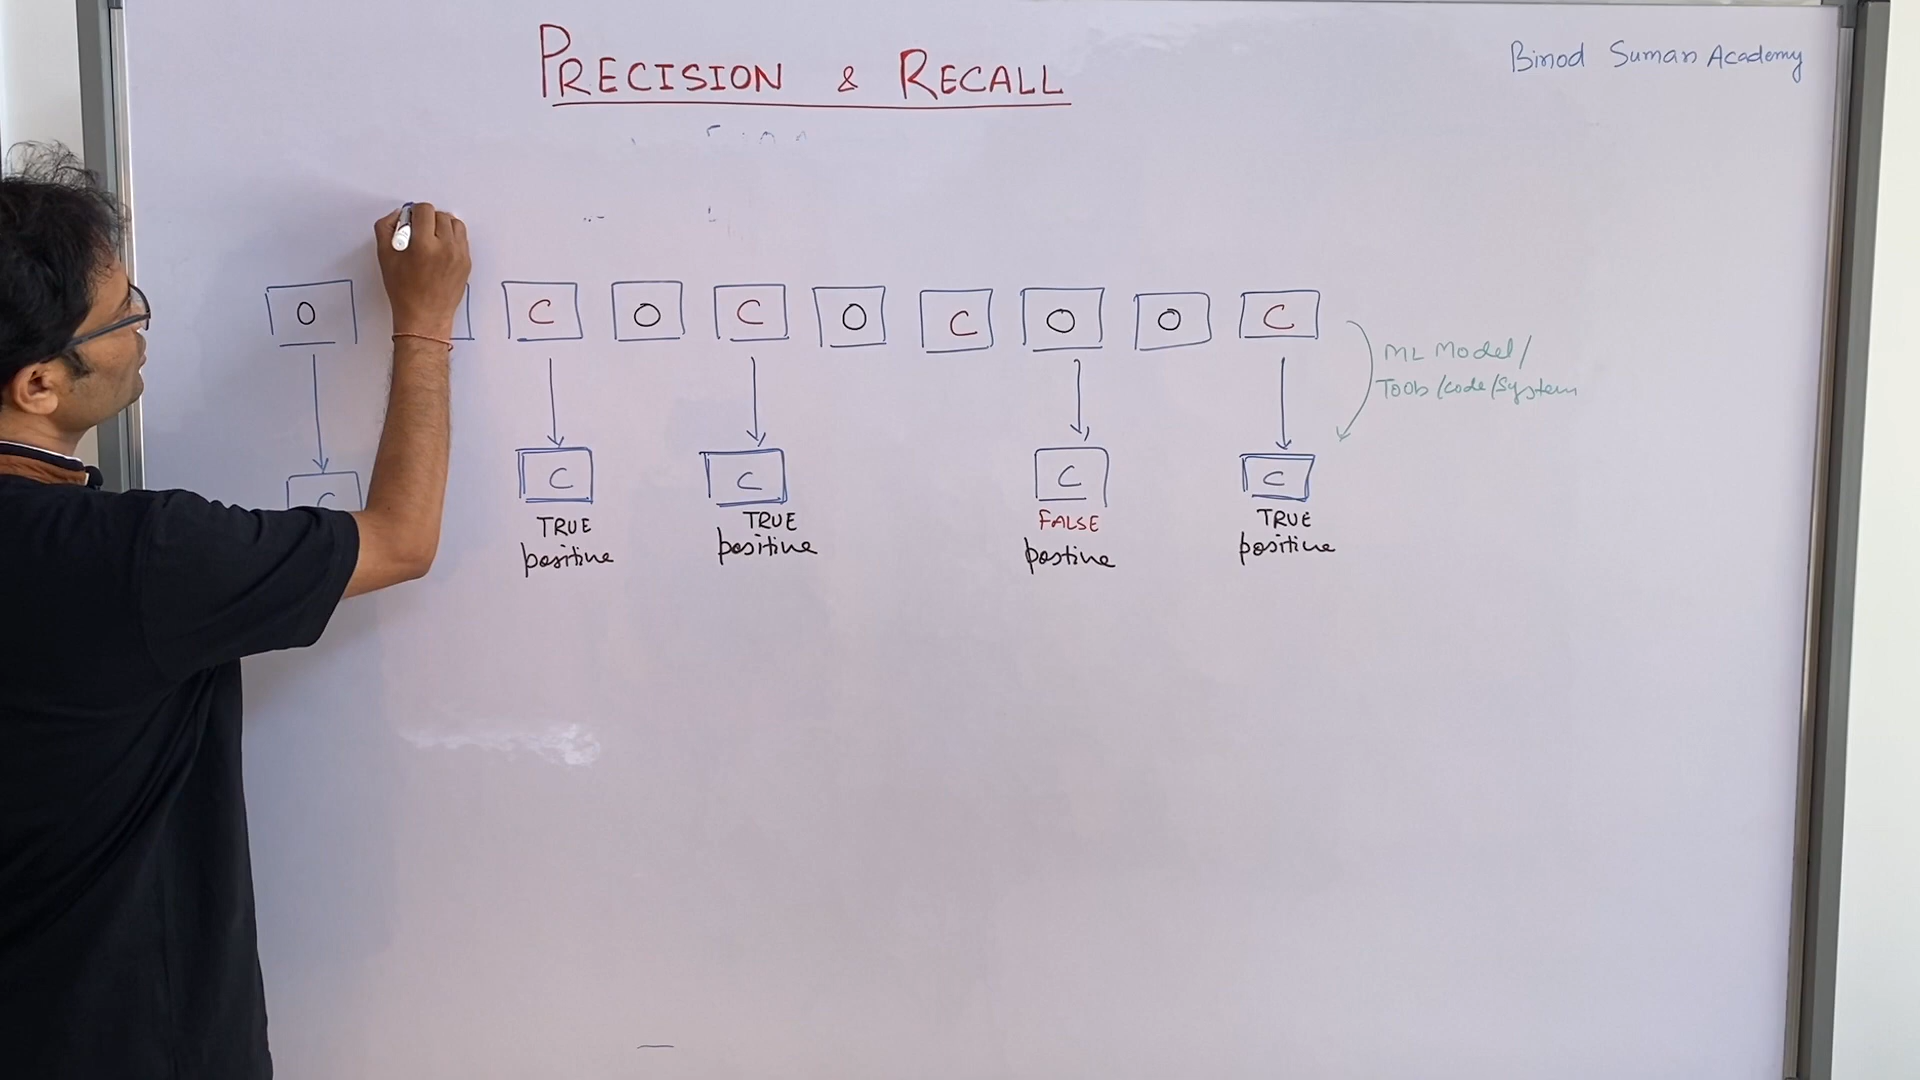 PRECISION & RECALL
Binod Suman Academy
O C O C O C O O C
ML Model/
Tools/code/system
C C C C C
TRUE TRUE FALSE TRUE
positive positive postive positive